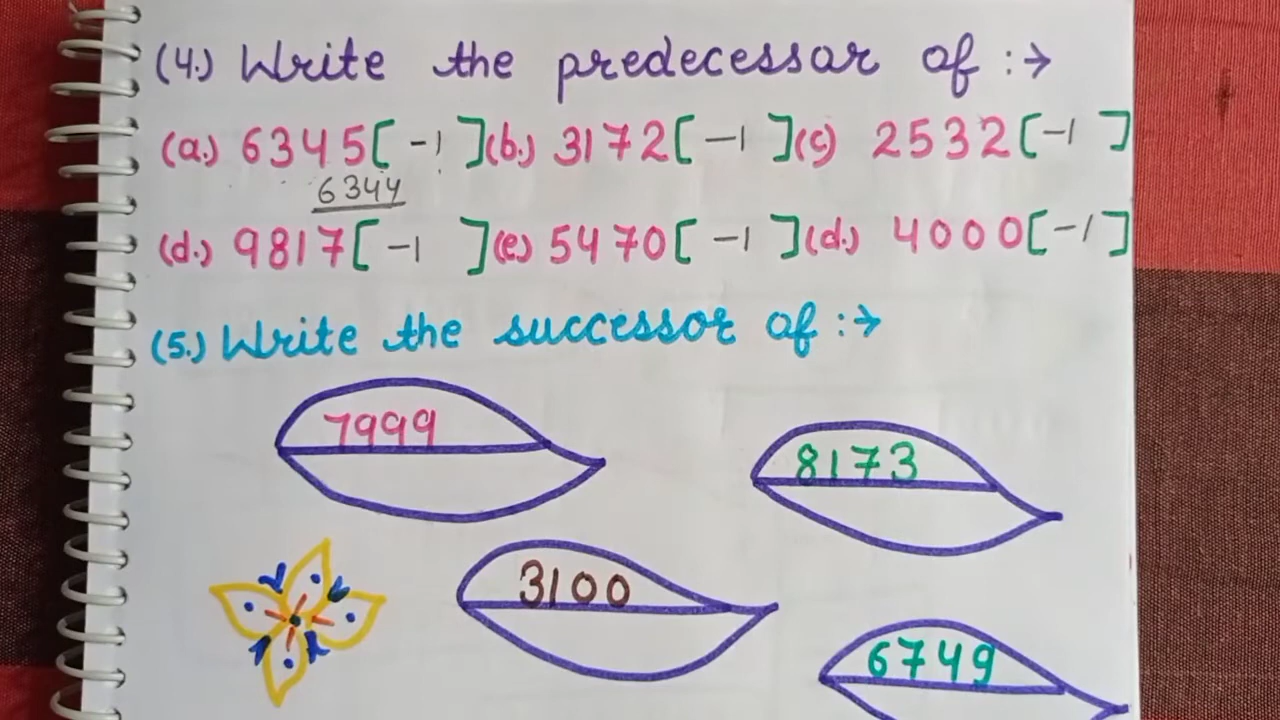 (4.) Write the predecessor of :→
(a.) 6345[ -1 ](b.) 3172[ -1 ](c) 2532[ -1 ]
6344
(d.) 9817[ -1 ](e) 5470[ -1 ](d.) 4000[ -1 ]
(5.) Write the successor of :→
7999
8173
3100
6749